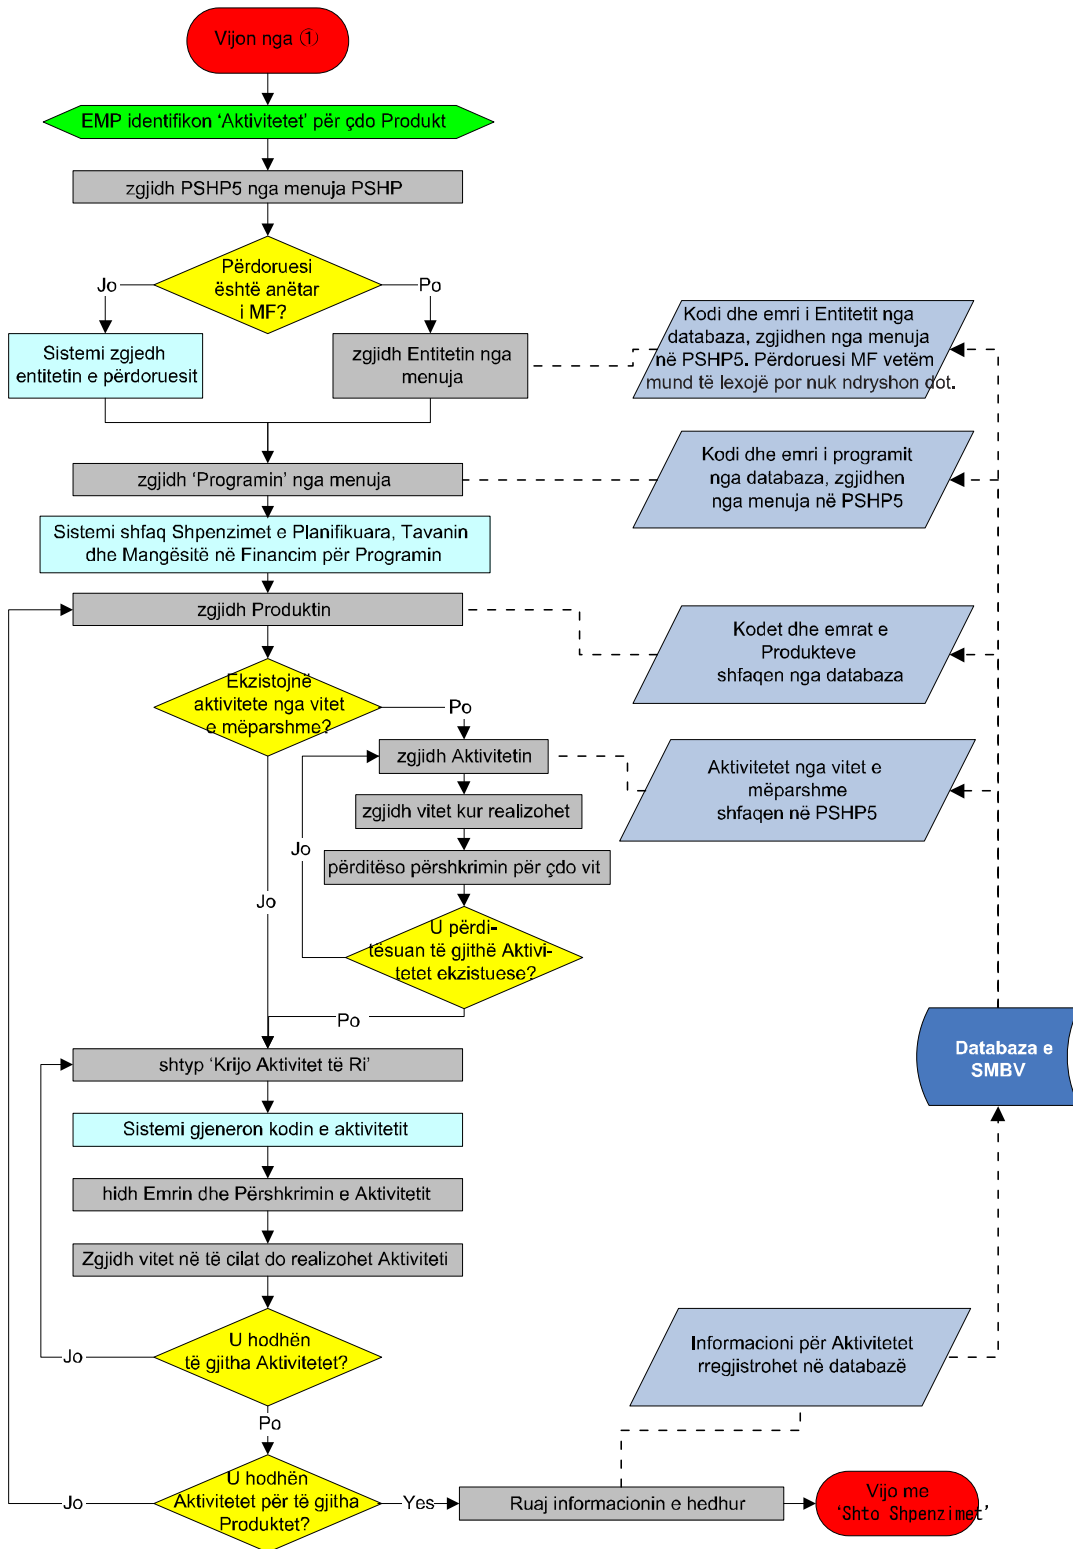 Vijon nga ①
EMP identifikon ‘Aktivitetet’ për çdo Produkt
zgjidh PSHP5 nga menuja PSHP
Përdoruesi
është anëtar
i MF?
Jo
Po
Sistemi zgjedh
entitetin e përdoruesit
zgjidh Entitetin nga
menuja
Kodi dhe emri i Entitetit nga
databaza, zgjidhen nga menuja
në PSHP5. Përdoruesi MF vetëm
mund të lexojë por nuk ndryshon dot.
zgjidh ‘Programin’ nga menuja
Kodi dhe emri i programit
nga databaza, zgjidhen
nga menuja në PSHP5
Sistemi shfaq Shpenzimet e Planifikuara, Tavanin
dhe Mangësitë në Financim për Programin
zgjidh Produktin
Kodet dhe emrat e
Produkteve
shfaqen nga databaza
Ekzistojnë
aktivitete nga vitet
e mëparshme?
Po
zgjidh Aktivitetin
Aktivitetet nga vitet e
mëparshme
shfaqen në PSHP5
zgjidh vitet kur realizohet
Jo
përditëso përshkrimin për çdo vit
Jo
U përdi-
tësuan të gjithë Aktivi-
tetet ekzistuese?
Po
shtyp ‘Krijo Aktivitet të Ri’
Databaza e
SMBV
Sistemi gjeneron kodin e aktivitetit
hidh Emrin dhe Përshkrimin e Aktivitetit
Zgjidh vitet në të cilat do realizohet Aktiviteti
U hodhën
të gjitha Aktivitetet?
Jo
Informacioni për Aktivitetet
rregjistrohet në databazë
Po
U hodhën
Aktivitetet për të gjitha
Produktet?
Jo
Yes
Ruaj informacionin e hedhur
Vijo me
‘Shto Shpenzimet’